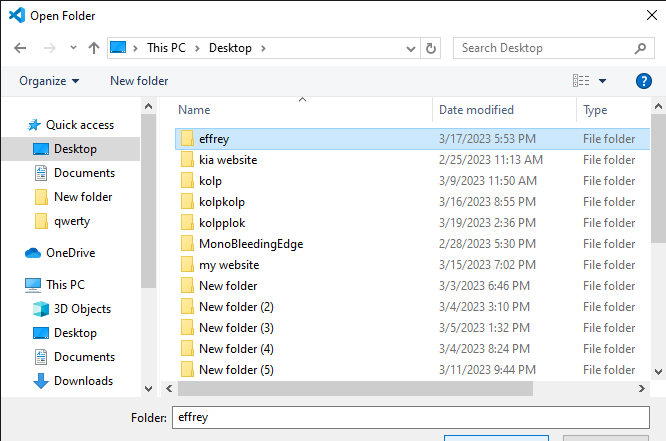 Open Folder
This PC > Desktop >
Search Desktop
Organize
New folder
Name
Date modified
Type
Quick access
Desktop
Documents
New folder
qwerty
OneDrive
This PC
3D Objects
Desktop
Documents
Downloads
effrey 3/17/2023 5:53 PM File folder
kia website 2/25/2023 11:13 AM File folder
kolp 3/9/2023 11:50 AM File folder
kolpkolp 3/16/2023 8:55 PM File folder
kolpplok 3/19/2023 2:36 PM File folder
MonoBleedingEdge 2/28/2023 5:30 PM File folder
my website 3/15/2023 7:02 PM File folder
New folder 3/3/2023 6:46 PM File folder
New folder (2) 3/4/2023 3:10 PM File folder
New folder (3) 3/5/2023 1:32 PM File folder
New folder (4) 3/4/2023 8:24 PM File folder
New folder (5) 3/11/2023 9:44 PM File folder
Folder: effrey